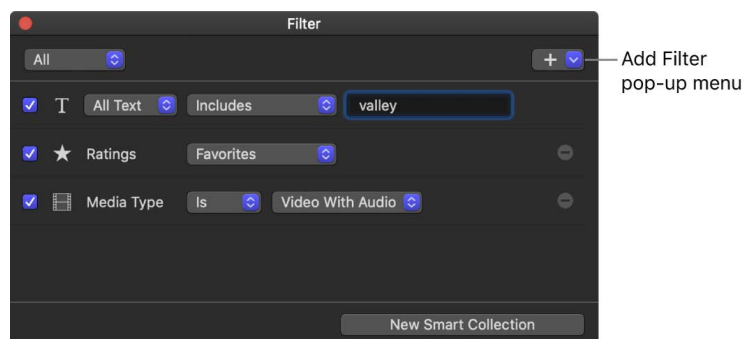 Filter
All
Add Filter
pop-up menu
T All Text Includes valley
Ratings Favorites
Media Type Is Video With Audio
New Smart Collection